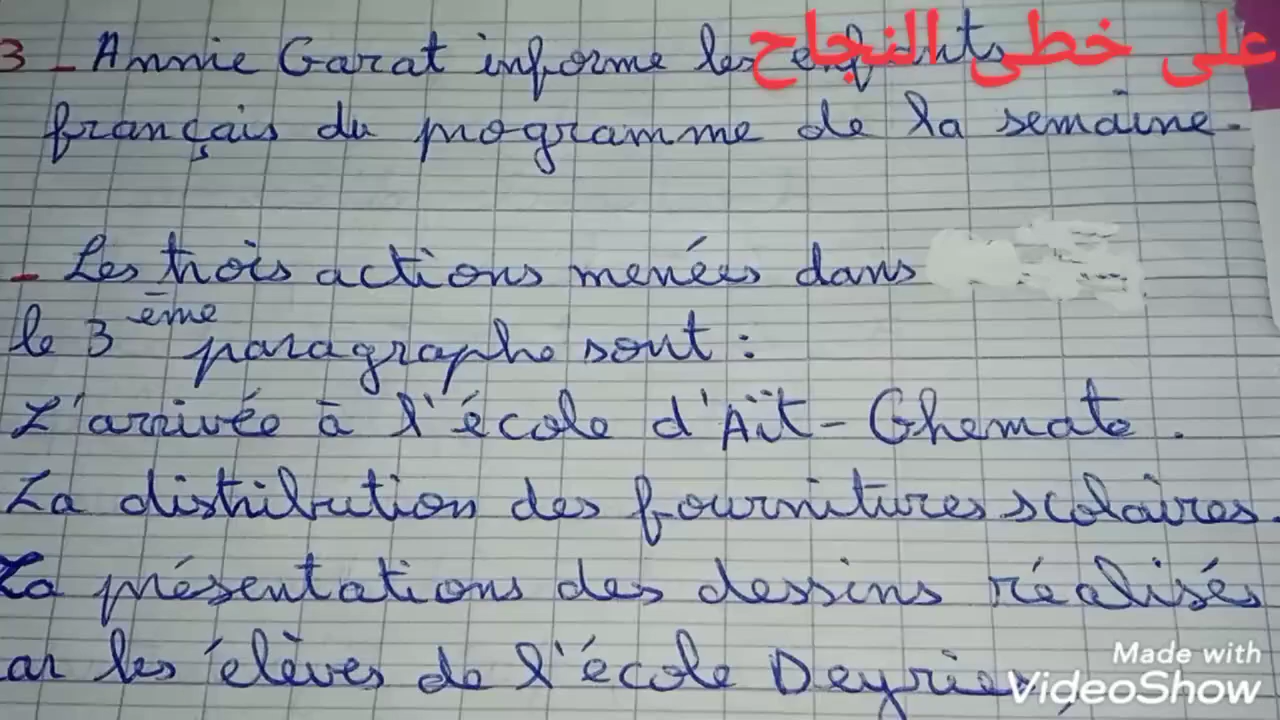 3 - Annie Garat informe les enfants
على خطى النجاح
français du programme de la semaine.
- Les trois actions menées dans
le 3ème paragraphe sont :
L'arrivée à l'école d'Aït-Ghemate.
La distribution des fournitures scolaires.
La présentations des dessins réalisés
ar les élèves de l'école Deyries
Made with
VideoShow